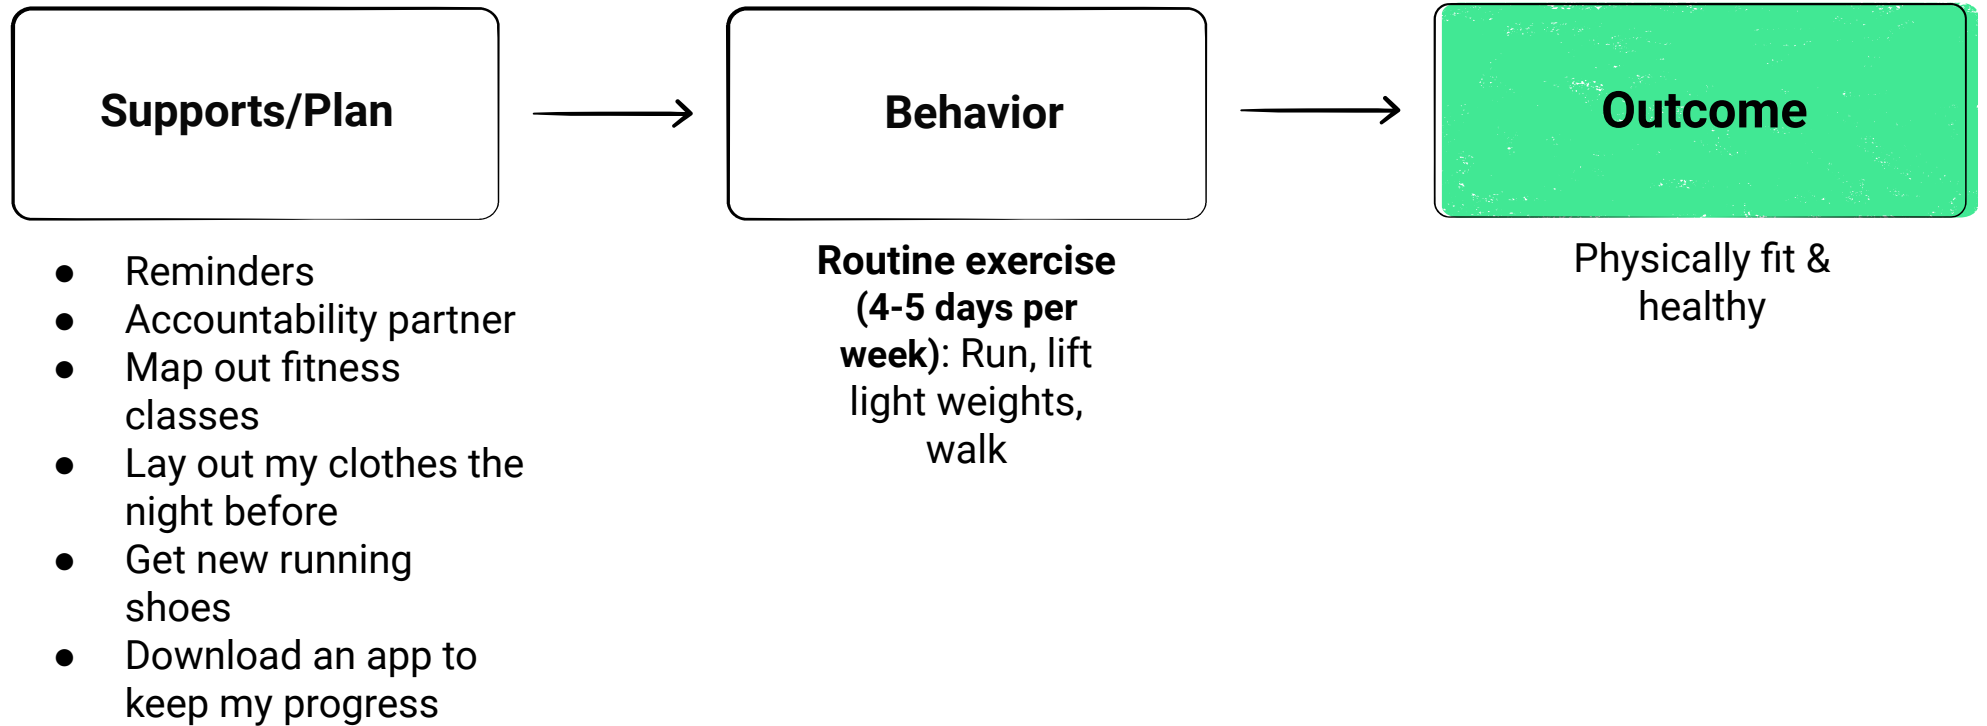 Supports/Plan
Behavior
Outcome
● Reminders
● Accountability partner
● Map out fitness
classes
● Lay out my clothes the
night before
● Get new running
shoes
● Download an app to
keep my progress
Routine exercise
(4-5 days per
week): Run, lift
light weights,
walk
Physically fit &
healthy